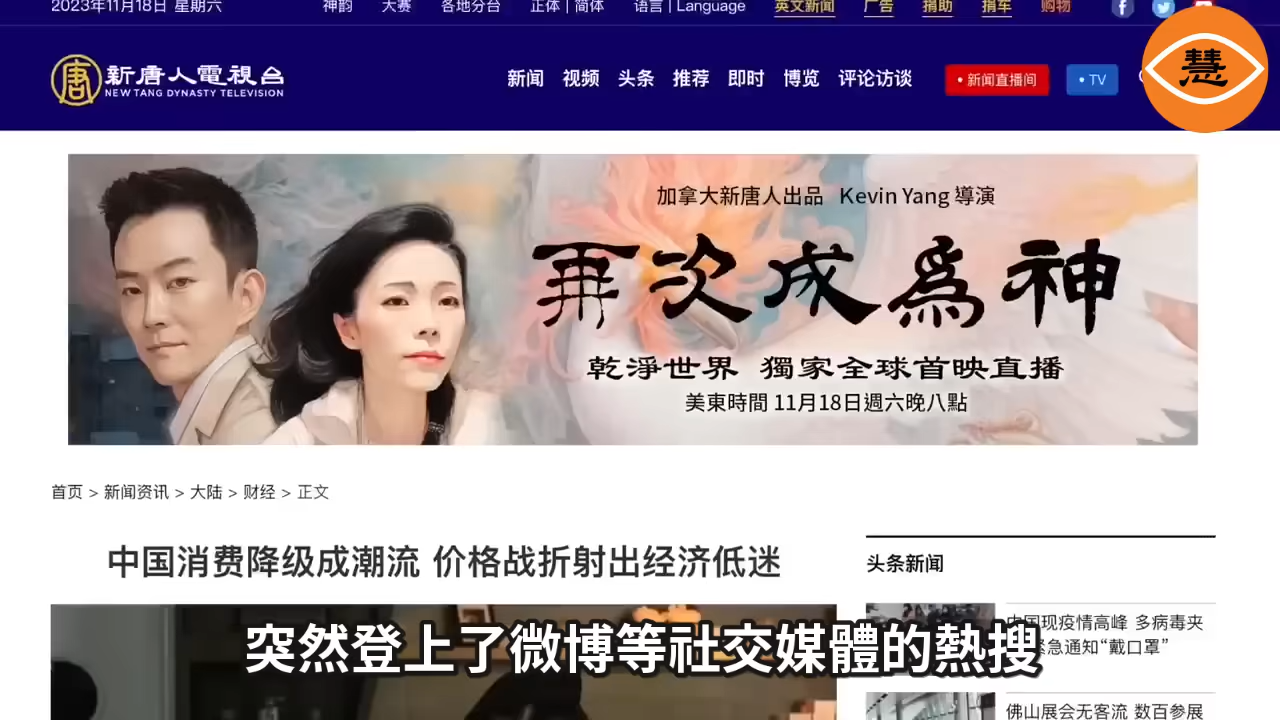 2023年11月18日 星期六 神韵 大赛 各地分台 正体 | 简体 语言 | Language 英文新闻 广告 捐助 捐车 购物
新唐人電視台
NEW TANG DYNASTY TELEVISION
新闻 视频 头条 推荐 即时 博览 评论访谈 • 新闻直播间 • TV
慧
加拿大新唐人出品 Kevin Yang 導演
再次成爲神
乾淨世界 獨家全球首映直播
美東時間 11月18日週六晚八點
首页 > 新闻资讯 > 大陆 > 财经 > 正文
中国消费降级成潮流 价格战折射出经济低迷
头条新闻
中国现疫情高峰 多病毒夹
紧急通知“戴口罩”
佛山展会无客流 数百参展
突然登上了微博等社交媒體的熱搜